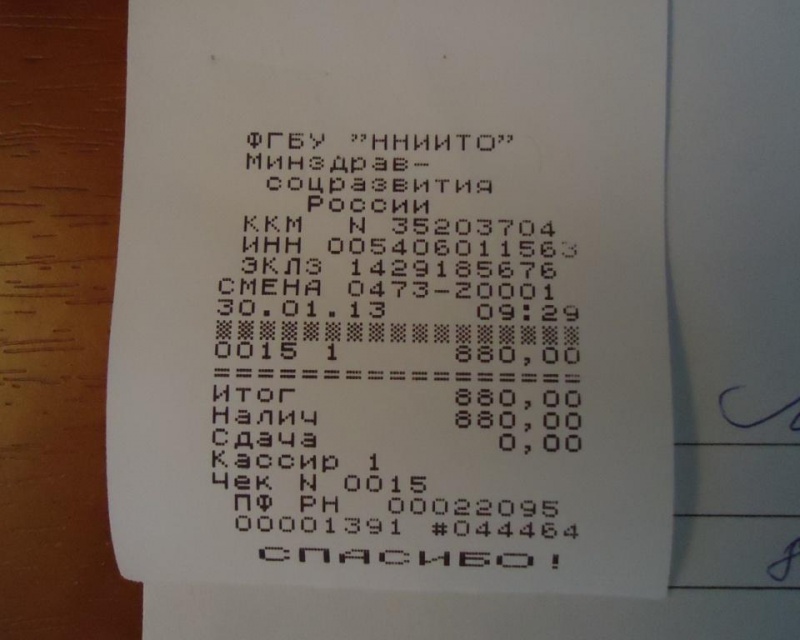 ФГБУ "ННИИТО"
Минздрав-
соцразвития
России
ККМ N 35203704
ИНН 005406011563
ЭКЛЗ 1429185676
СМЕНА 0473-Z0001
30.01.13 09:29
0015 1 880,00
==================
Итог 880,00
Налич 880,00
Сдача 0,00
Кассир 1
Чек N 0015
ПФ РН 00022095
00001391 #044464
СПАСИБО!